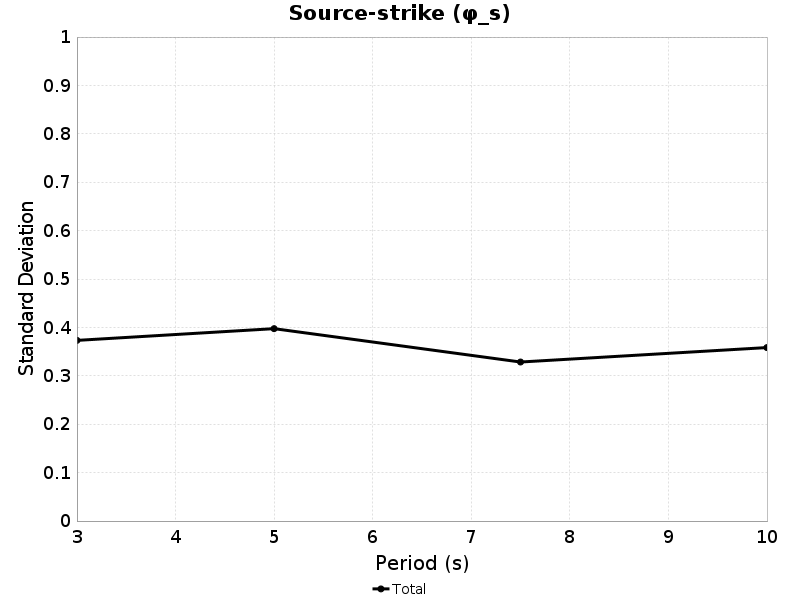 Source-strike (φ_s)
1
0.9
0.8
0.7
0.6
0.5
0.4
0.3
0.2
0.1
0
Standard Deviation
3 4 5 6 7 8 9 10
Period (s)
Total